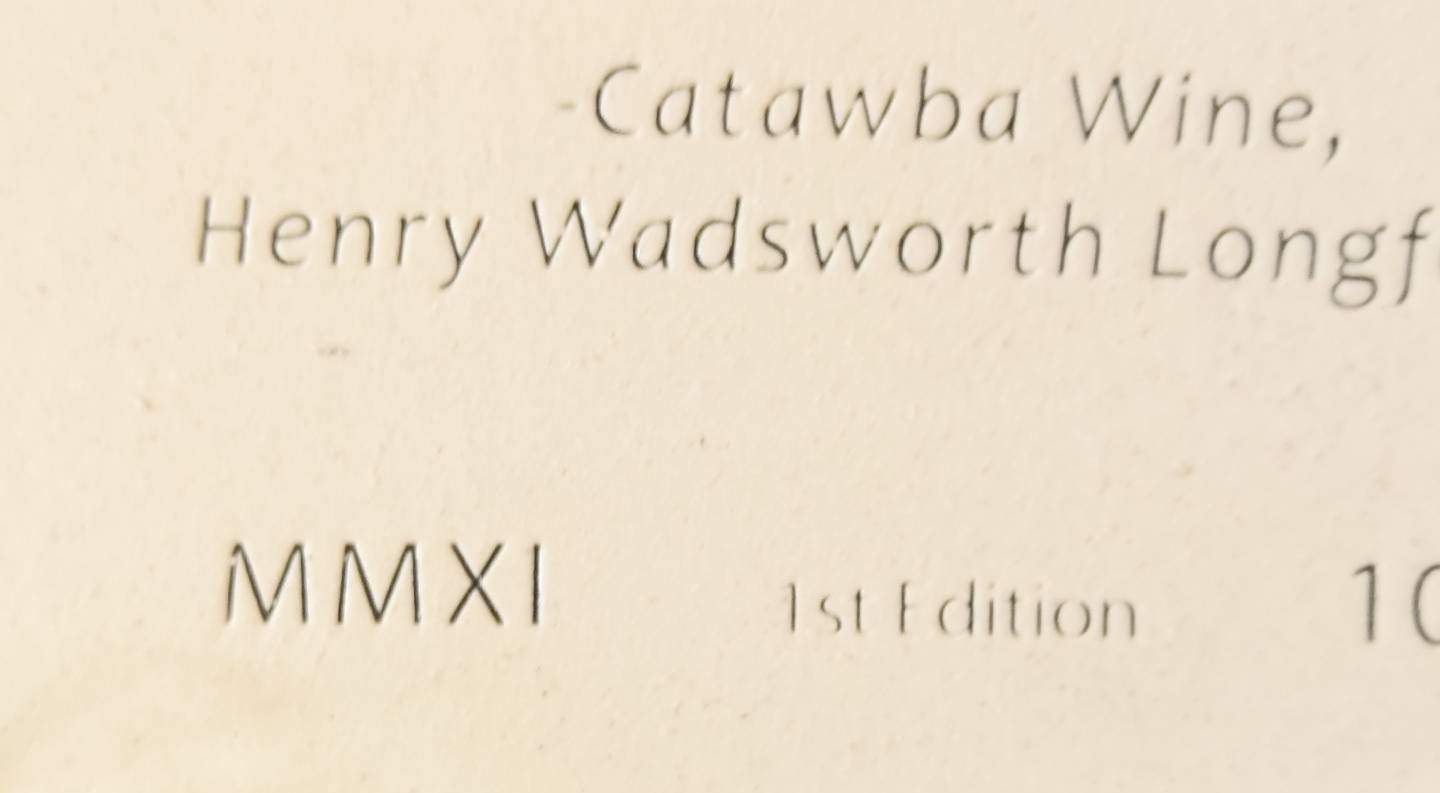 -Catawba Wine,
Henry Wadsworth
MMXI 1st Edition